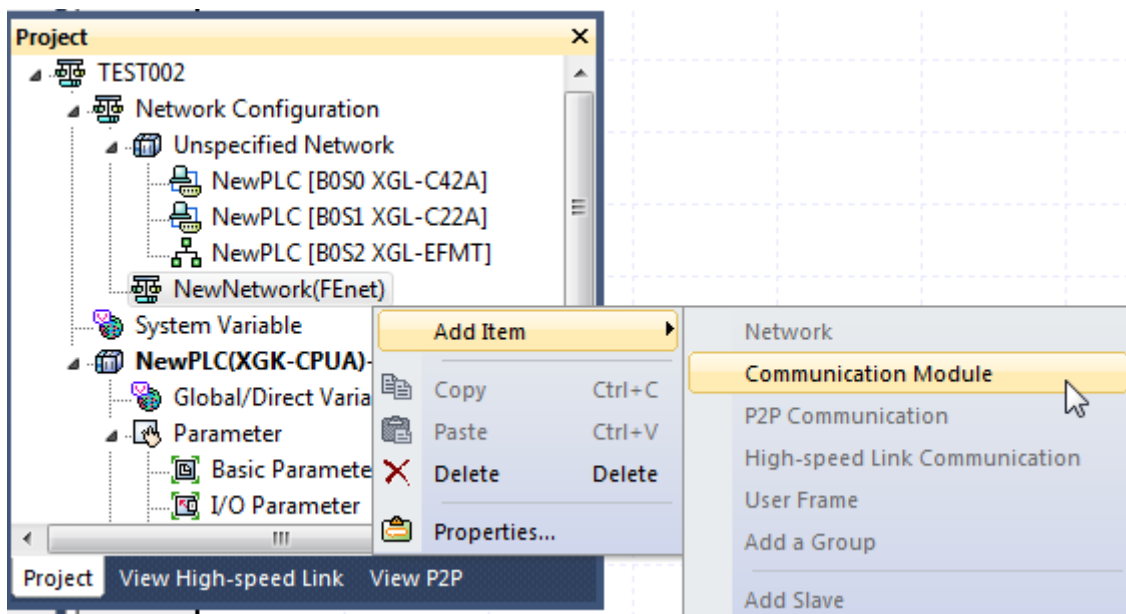 Project
TEST002
Network Configuration
Unspecified Network
NewPLC [B0S0 XGL-C42A]
NewPLC [B0S1 XGL-C22A]
NewPLC [B0S2 XGL-EFMT]
NewNetwork(FEnet)
System Variable
NewPLC(XGK-CPUA)-
Global/Direct Varia
Parameter
Basic Paramete
I/O Parameter
Project View High-speed Link View P2P
Add Item
Copy Ctrl+C
Paste Ctrl+V
Delete Delete
Properties...
Network
Communication Module
P2P Communication
High-speed Link Communication
User Frame
Add a Group
Add Slave